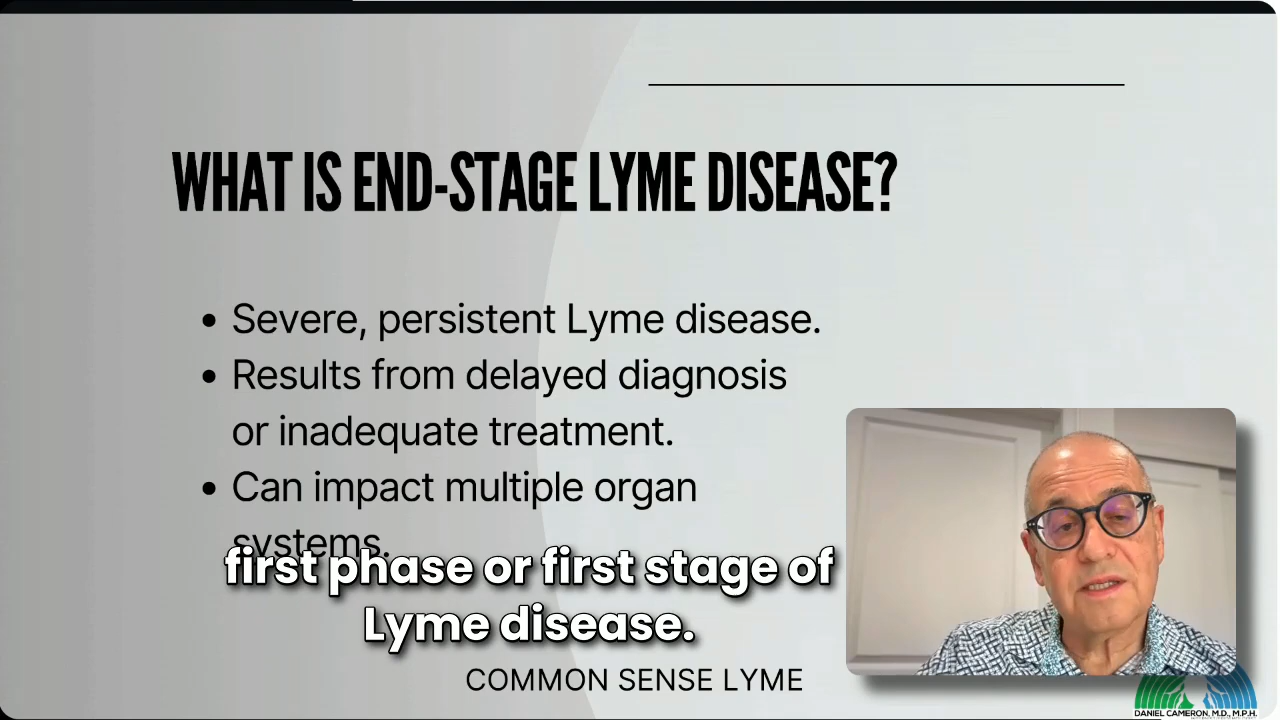 WHAT IS END-STAGE LYME DISEASE?
• Severe, persistent Lyme disease.
• Results from delayed diagnosis
or inadequate treatment.
• Can impact multiple organ
systems.
first phase or first stage of
Lyme disease.
COMMON SENSE LYME
DANIEL CAMERON, M.D., M.P.H.